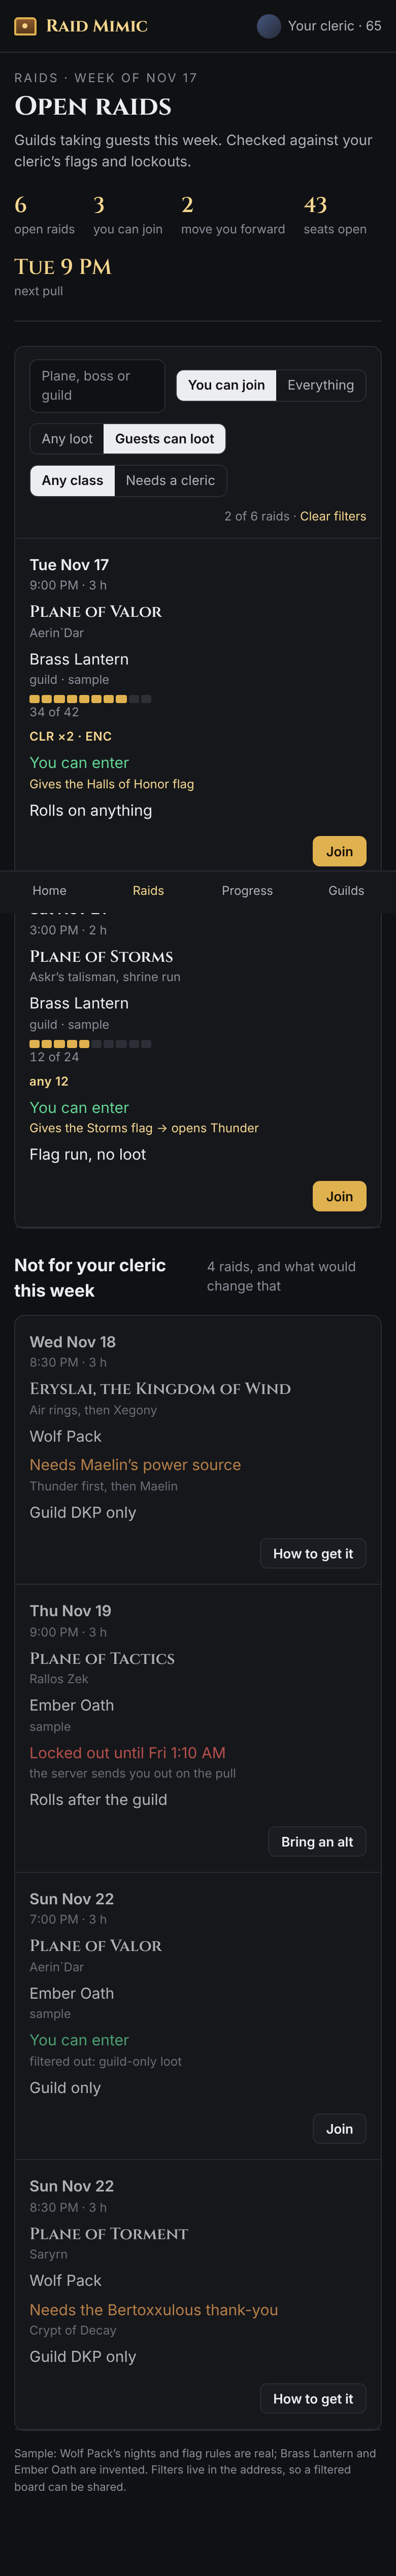 Raid Mimic
Your cleric · 65
RAIDS · WEEK OF NOV 17
Open raids
Guilds taking guests this week. Checked against your
cleric’s flags and lockouts.
6
open raids
3
you can join
2
move you forward
43
seats open
Tue 9 PM
next pull
Plane, boss or
guild
You can join
Everything
Any loot
Guests can loot
Any class
Needs a cleric
2 of 6 raids · Clear filters
Tue Nov 17
9:00 PM · 3 h
Plane of Valor
Aerin`Dar
Brass Lantern
guild · sample
34 of 42
CLR ×2 · ENC
You can enter
Gives the Halls of Honor flag
Rolls on anything
Join
Home
Raids
Progress
Guilds
3:00 PM · 2 h
Plane of Storms
Askr’s talisman, shrine run
Brass Lantern
guild · sample
12 of 24
any 12
You can enter
Gives the Storms flag → opens Thunder
Flag run, no loot
Join
Not for your cleric
this week
4 raids, and what would
change that
Wed Nov 18
8:30 PM · 3 h
Eryslai, the Kingdom of Wind
Air rings, then Xegony
Wolf Pack
Needs Maelin’s power source
Thunder first, then Maelin
Guild DKP only
How to get it
Thu Nov 19
9:00 PM · 3 h
Plane of Tactics
Rallos Zek
Ember Oath
sample
Locked out until Fri 1:10 AM
the server sends you out on the pull
Rolls after the guild
Bring an alt
Sun Nov 22
7:00 PM · 3 h
Plane of Valor
Aerin`Dar
Ember Oath
sample
You can enter
filtered out: guild-only loot
Guild only
Join
Sun Nov 22
8:30 PM · 3 h
Plane of Torment
Saryrn
Wolf Pack
Needs the Bertoxxulous thank-you
Crypt of Decay
Guild DKP only
How to get it
Sample: Wolf Pack’s nights and flag rules are real; Brass Lantern and
Ember Oath are invented. Filters live in the address, so a filtered
board can be shared.